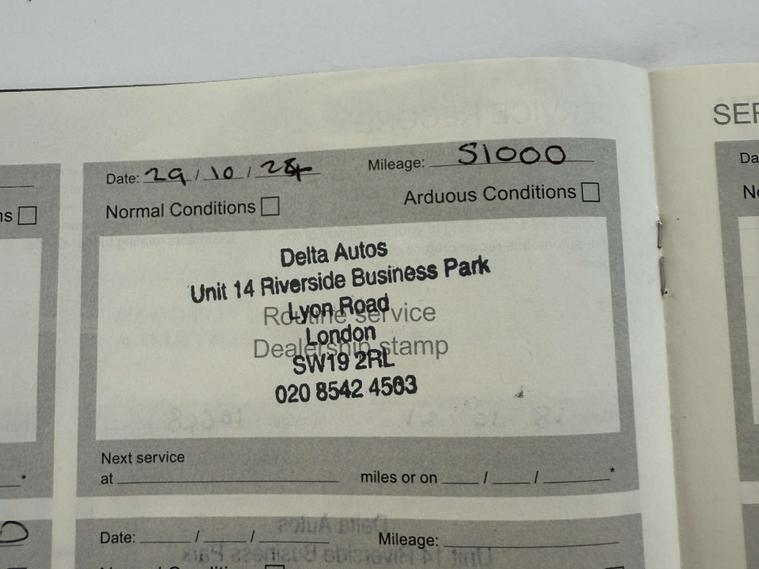 SER
Date: 29 / 10 / 24 Mileage: 51000
Normal Conditions Arduous Conditions
Delta Autos
Unit 14 Riverside Business Park
Lyon Road
Routine service
London
Dealership stamp
SW19 2RL
020 8542 4563
Next service
at miles or on / / *
Date: / / Mileage: